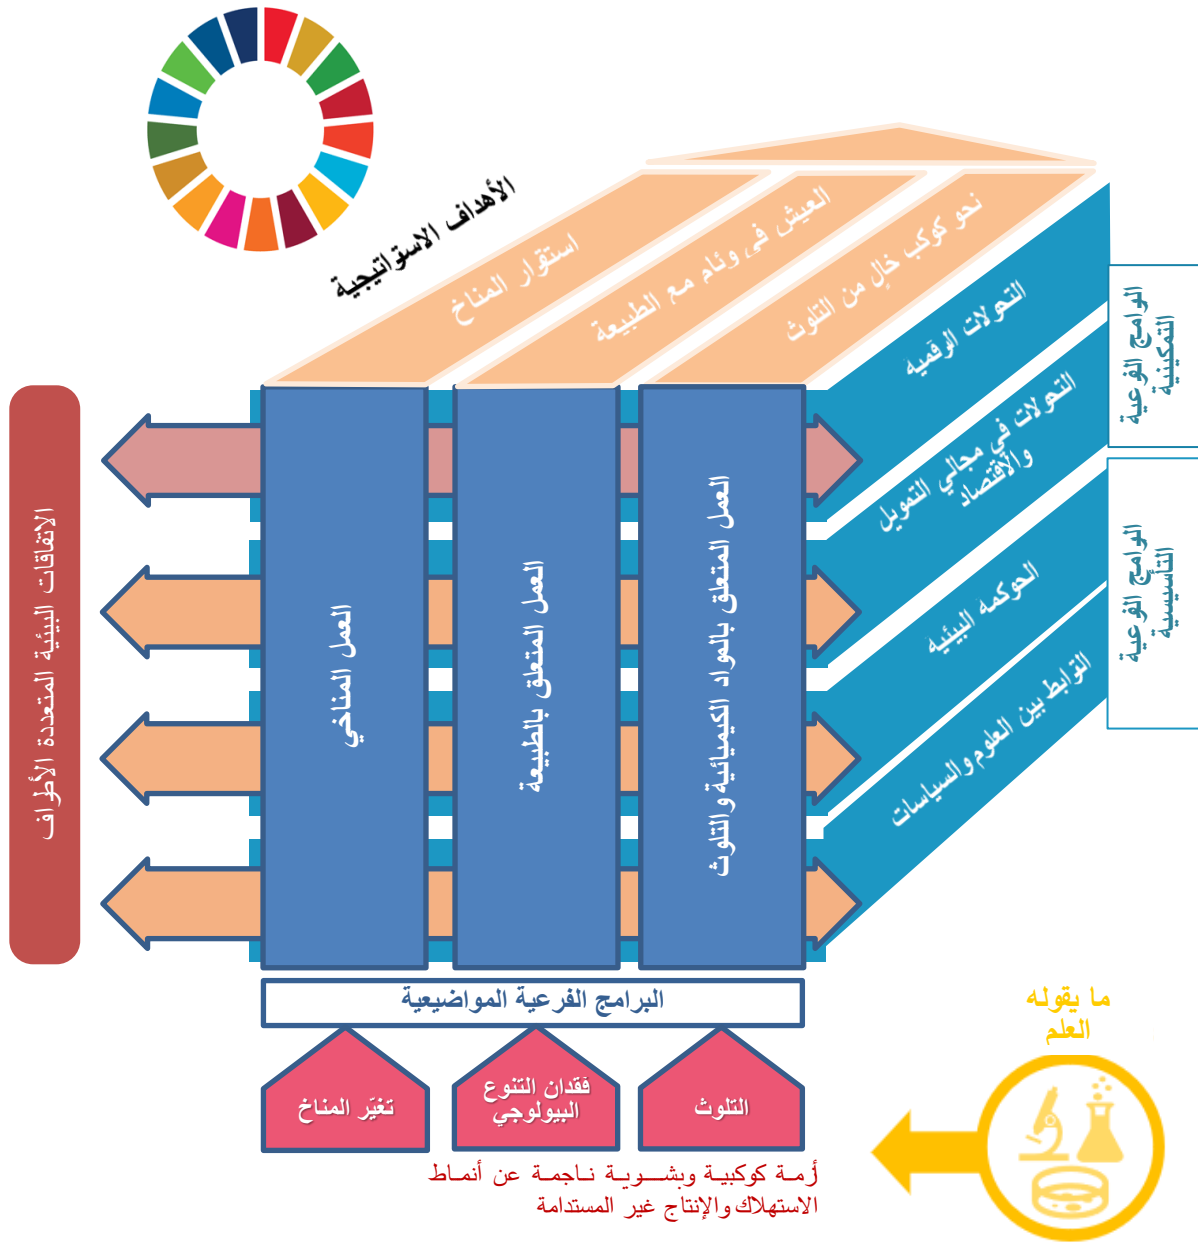 الأهداف الاستراتيجية
استقرار المناخ
العيش في وئام مع الطبيعة
نحو كوكب خالٍ من التلوث
التحولات الرقمية
التحولات في مجالي التمويل
والاقتصاد
الحوكمة البيئية
الترابط بين العلوم والسياسات
البرامج الفرعية
التمكينية
البرامج الفرعية
التأسيسية
العمل المتعلق بالمواد الكيميائية والتلوث
العمل المتعلق بالطبيعة
العمل المناخي
الاتفاقات البيئية المتعددة الأطراف
البرامج الفرعية المواضيعية
التلوث
فقدان التنوع
البيولوجي
تغيّر المناخ
ما يقوله
العلم
أزمة كوكبية وبشرية ناجمة عن أنماط
الاستهلاك والإنتاج غير المستدامة